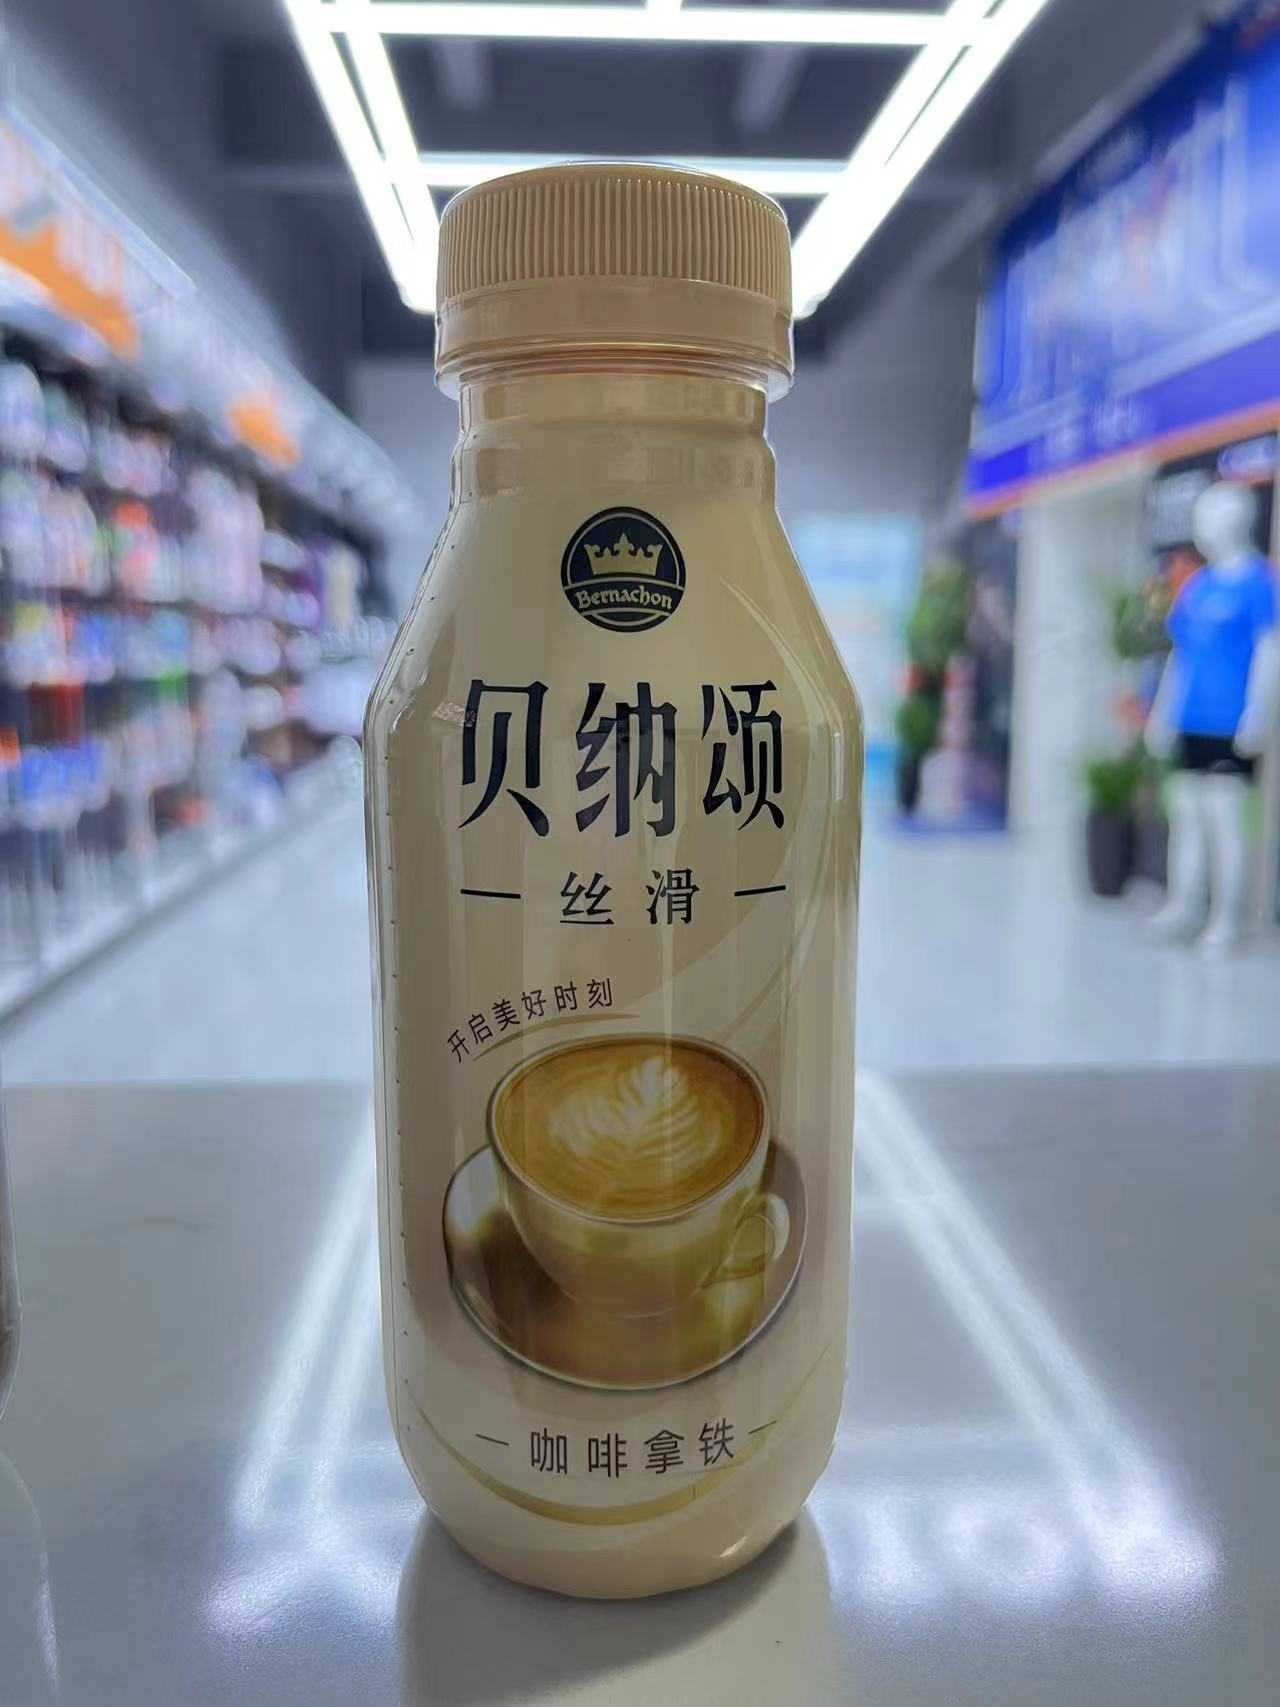 Bernachon
贝纳颂
丝滑
开启美好时刻
咖啡拿铁